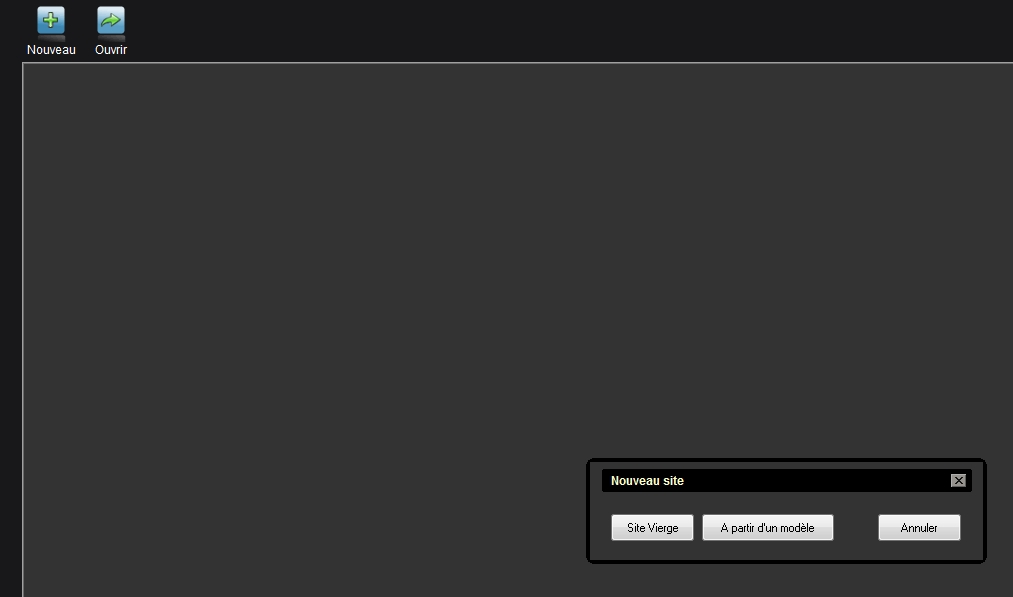 Nouveau Ouvrir
Nouveau site
Site Vierge A partir d'un modèle Annuler